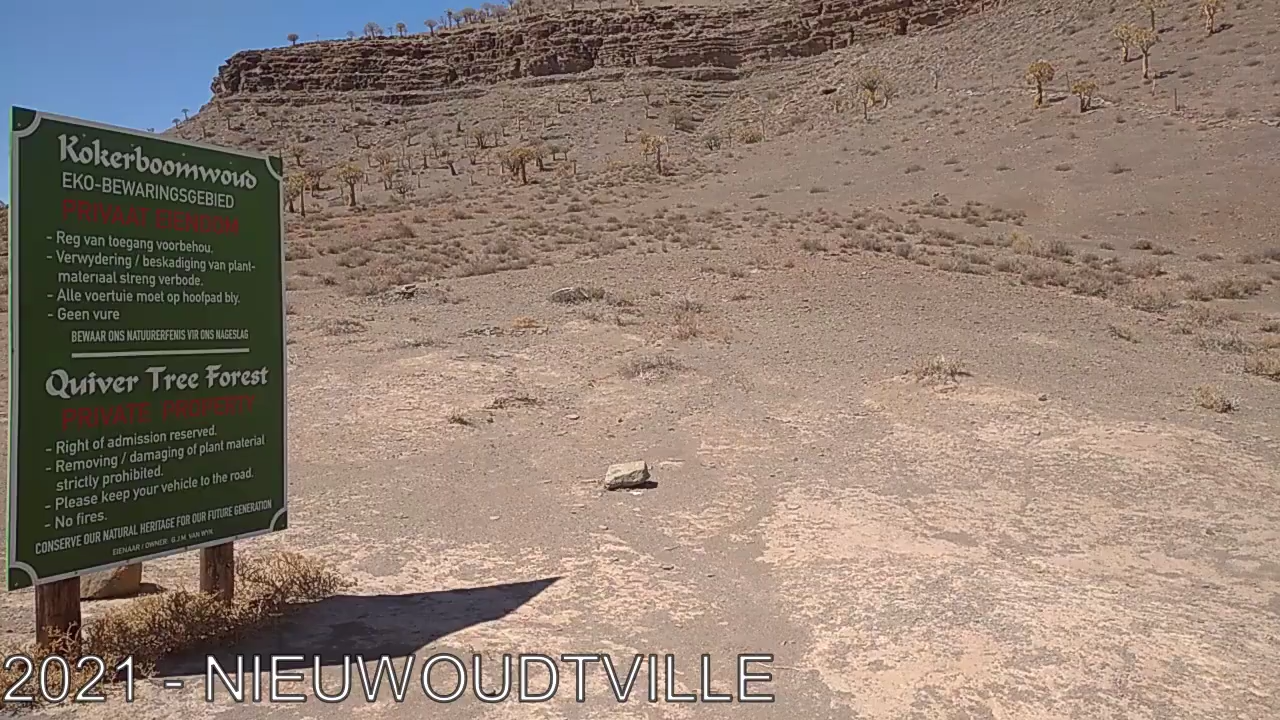 Kokerboomwoud
EKO-BEWARINGSGEBIED
PRIVAAT EIENDOM
- Reg van toegang voorbehou.
- Verwydering / beskadiging van plant-
materiaal streng verbode.
- Alle voertuie moet op hoofpad bly.
- Geen vure
BEWAAR ONS NATUURERFENIS VIR ONS NAGESLAG
Quiver Tree Forest
PRIVATE PROPERTY
- Right of admission reserved.
- Removing / damaging of plant material
strictly prohibited.
- Please keep your vehicle to the road.
- No fires.
CONSERVE OUR NATURAL HERITAGE FOR OUR FUTURE GENERATION
EIENAAR / OWNER: G.J.M. VAN WYK
2021 - NIEUWOUDTVILLE